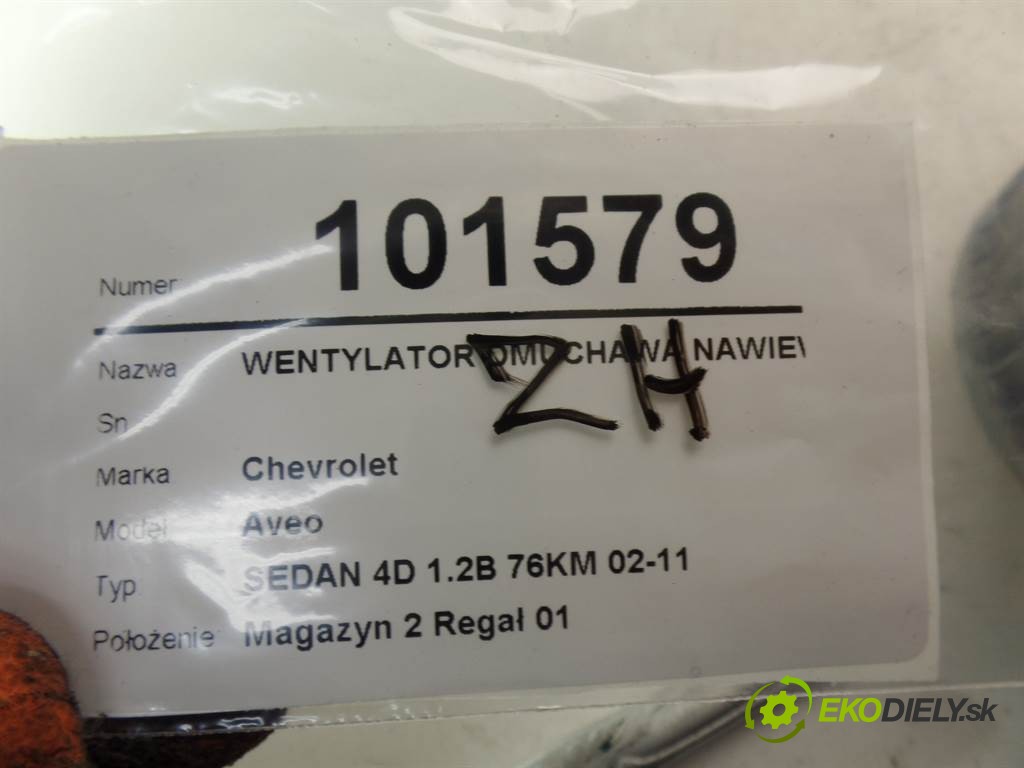 Numer 101579
Nazwa WENTYLATOR DMUCHAWA NAWIEW
ZH
Sn
Marka Chevrolet
Model Aveo
Typ SEDAN 4D 1.2B 76KM 02-11
Położenie Magazyn 2 Regał 01
EKODIELY.sk